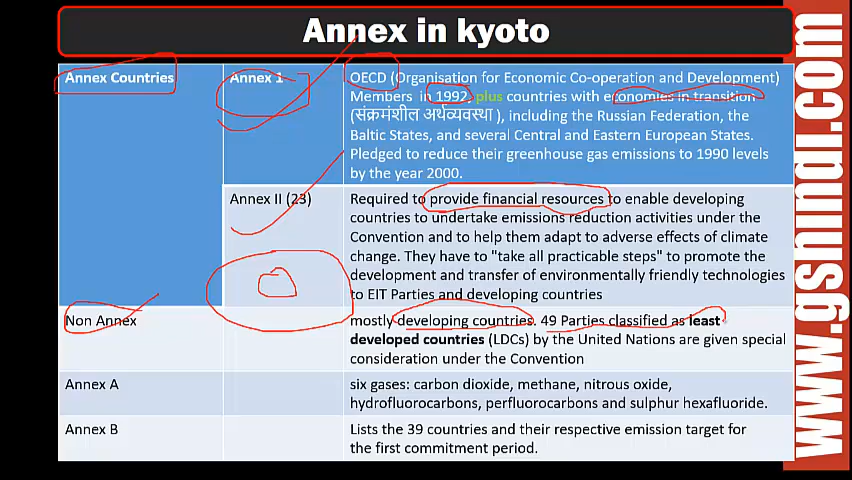 Annex in kyoto
Annex Countries
Annex 1
OECD (Organisation for Economic Co-operation and Development)
Members in 1992, plus countries with economies in transition
(संक्रमंशील अर्थव्यवस्था ), including the Russian Federation, the
Baltic States, and several Central and Eastern European States.
Pledged to reduce their greenhouse gas emissions to 1990 levels
by the year 2000.
Annex II (23)
Required to provide financial resources to enable developing
countries to undertake emissions reduction activities under the
Convention and to help them adapt to adverse effects of climate
change. They have to "take all practicable steps" to promote the
development and transfer of environmentally friendly technologies
to EIT Parties and developing countries
Non Annex
mostly developing countries. 49 Parties classified as least
developed countries (LDCs) by the United Nations are given special
consideration under the Convention
Annex A
six gases: carbon dioxide, methane, nitrous oxide,
hydrofluorocarbons, perfluorocarbons and sulphur hexafluoride.
Annex B
Lists the 39 countries and their respective emission target for
the first commitment period.
www.gshindi.com